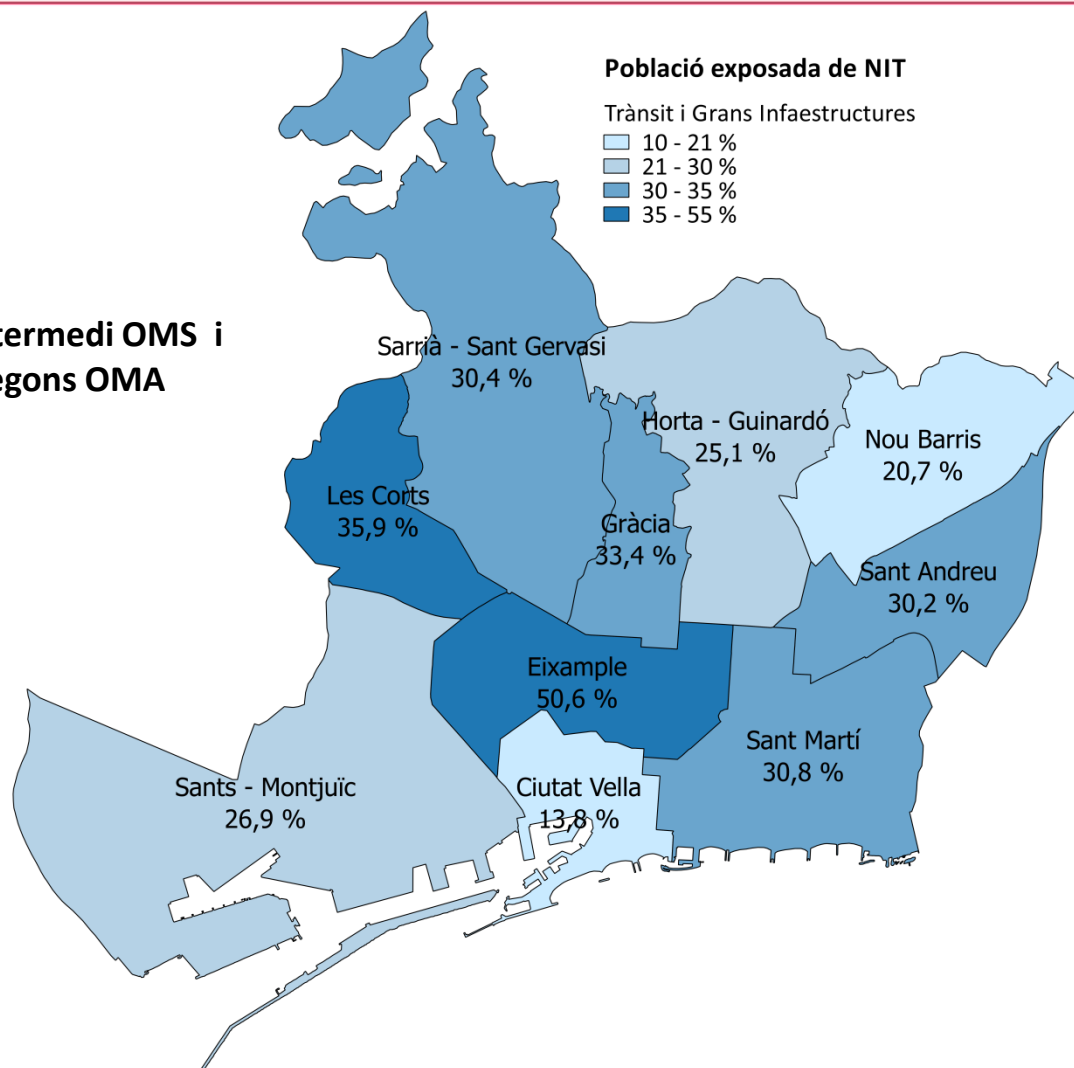 Població exposada de NIT
Trànsit i Grans Infaestructures
10 - 21 %
21 - 30 %
30 - 35 %
35 - 55 %
termedi OMS i
egons OMA
Sarrià - Sant Gervasi
30,4 %
Horta - Guinardó
25,1 %
Nou Barris
20,7 %
Les Corts
35,9 %
Gràcia
33,4 %
Sant Andreu
30,2 %
Eixample
50,6 %
Sant Martí
30,8 %
Sants - Montjuïc
26,9 %
Ciutat Vella
13,8 %